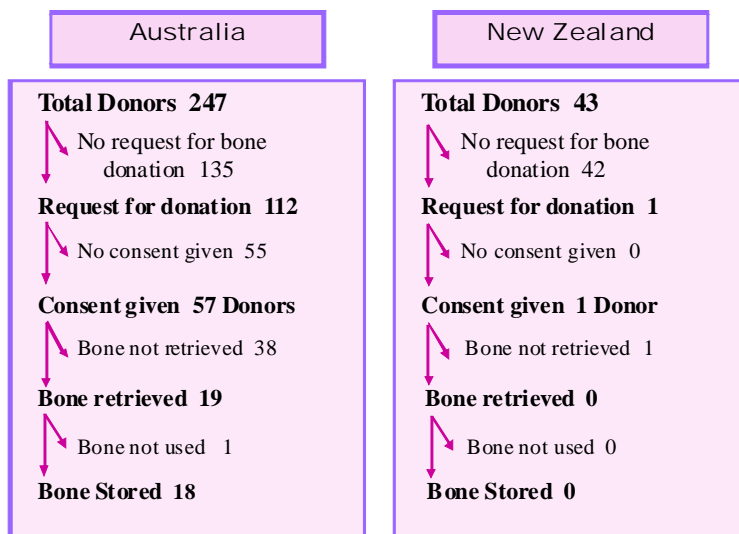 Australia
Total Donors 247
No request for bone
donation 135
Request for donation 112
No consent given 55
Consent given 57 Donors
Bone not retrieved 38
Bone retrieved 19
Bone not used 1
Bone Stored 18
New Zealand
Total Donors 43
No request for bone
donation 42
Request for donation 1
No consent given 0
Consent given 1 Donor
Bone not retrieved 1
Bone retrieved 0
Bone not used 0
Bone Stored 0